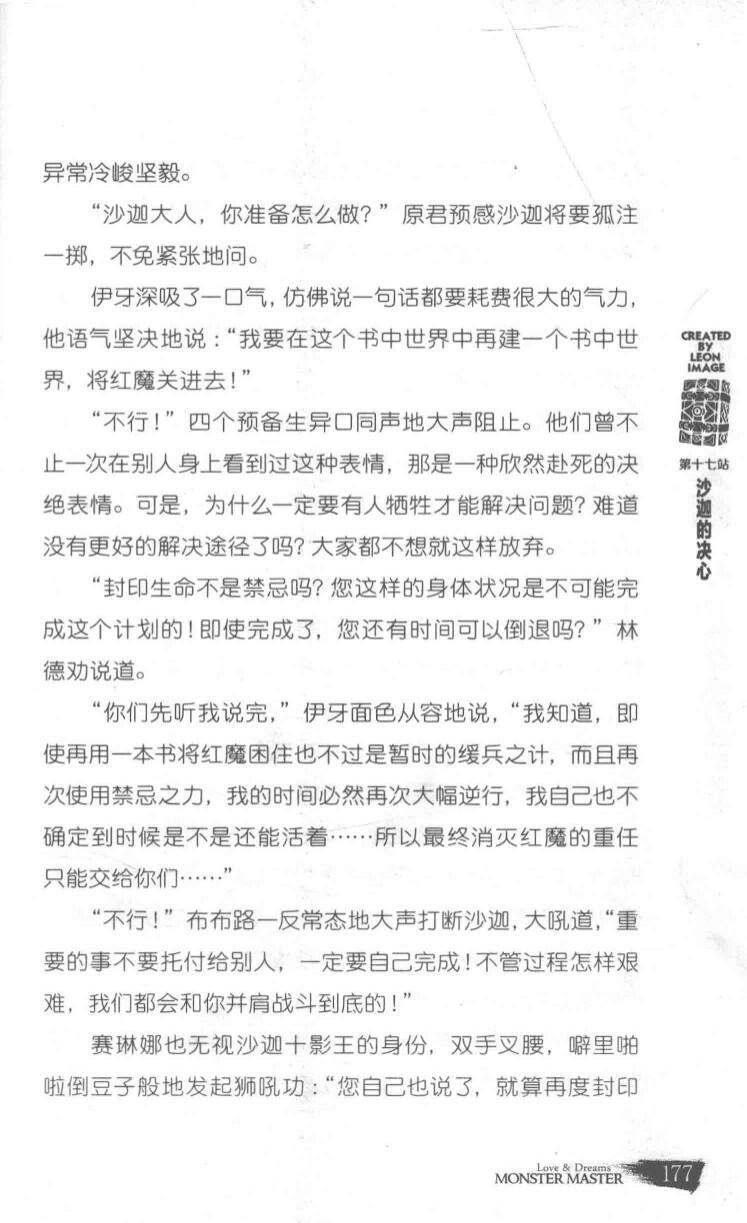 异常冷峻坚毅。
“沙迦大人，你准备怎么做？”原君预感沙迦将要孤注
一掷，不免紧张地问。
伊牙深吸了一口气，仿佛说一句话都要耗费很大的气力，
他语气坚决地说：“我要在这个书中世界中再建一个书中世
界，将红魔关进去！”
“不行！”四个预备生异口同声地大声阻止。他们曾不
止一次在别人身上看到过这种表情，那是一种欣然赴死的决
绝表情。可是，为什么一定要有人牺牲才能解决问题？难道
没有更好的解决途径了吗？大家都不想就这样放弃。
“封印生命不是禁忌吗？您这样的身体状况是不可能完
成这个计划的！即使完成了，您还有时间可以倒退吗？”林
德劝说道。
“你们先听我说完，”伊牙面色从容地说，“我知道，即
使再用一本书将红魔困住也不过是暂时的缓兵之计，而且再
次使用禁忌之力，我的时间必然再次大幅逆行，我自己也不
确定到时候是不是还能活着……所以最终消灭红魔的重任
只能交给你们……”
“不行！”布布路一反常态地大声打断沙迦，大吼道，“重
要的事不要托付给别人，一定要自己完成！不管过程怎样艰
难，我们都会和你并肩战斗到底的！”
赛琳娜也无视沙迦十影王的身份，双手叉腰，噼里啪
啦倒豆子般地发起狮吼功：“您自己也说了，就算再度封印
CREATED
BY
LEON
IMAGE
第十七站
沙迦的决心
Love & Dreams
MONSTER MASTER
177